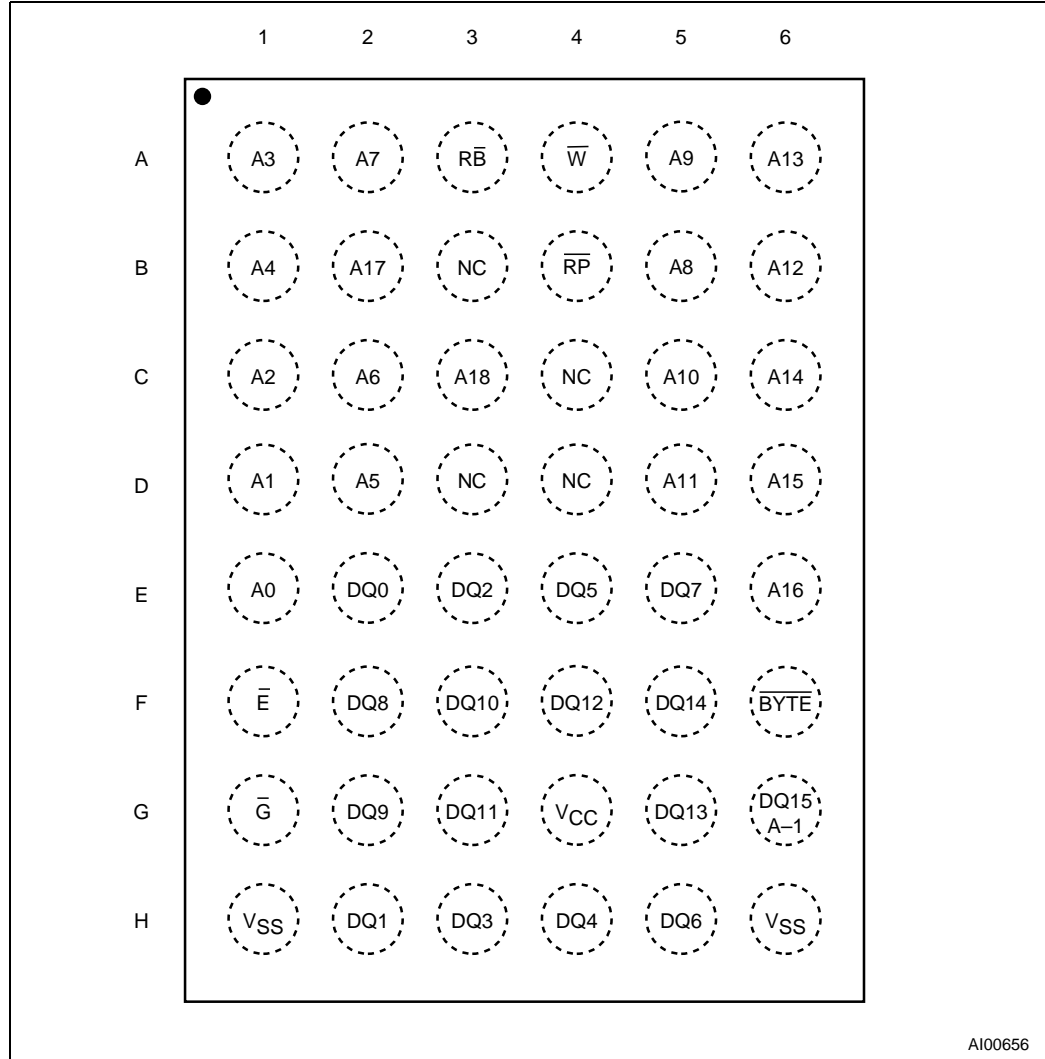 1 2 3 4 5 6
A A3 A7 RB̅ W̅ A9 A13
B A4 A17 NC R̅P̅ A8 A12
C A2 A6 A18 NC A10 A14
D A1 A5 NC NC A11 A15
E A0 DQ0 DQ2 DQ5 DQ7 A16
F E̅ DQ8 DQ10 DQ12 DQ14 B̅Y̅T̅E̅
G G̅ DQ9 DQ11 VCC DQ13 DQ15
A–1
H VSS DQ1 DQ3 DQ4 DQ6 VSS
AI00656